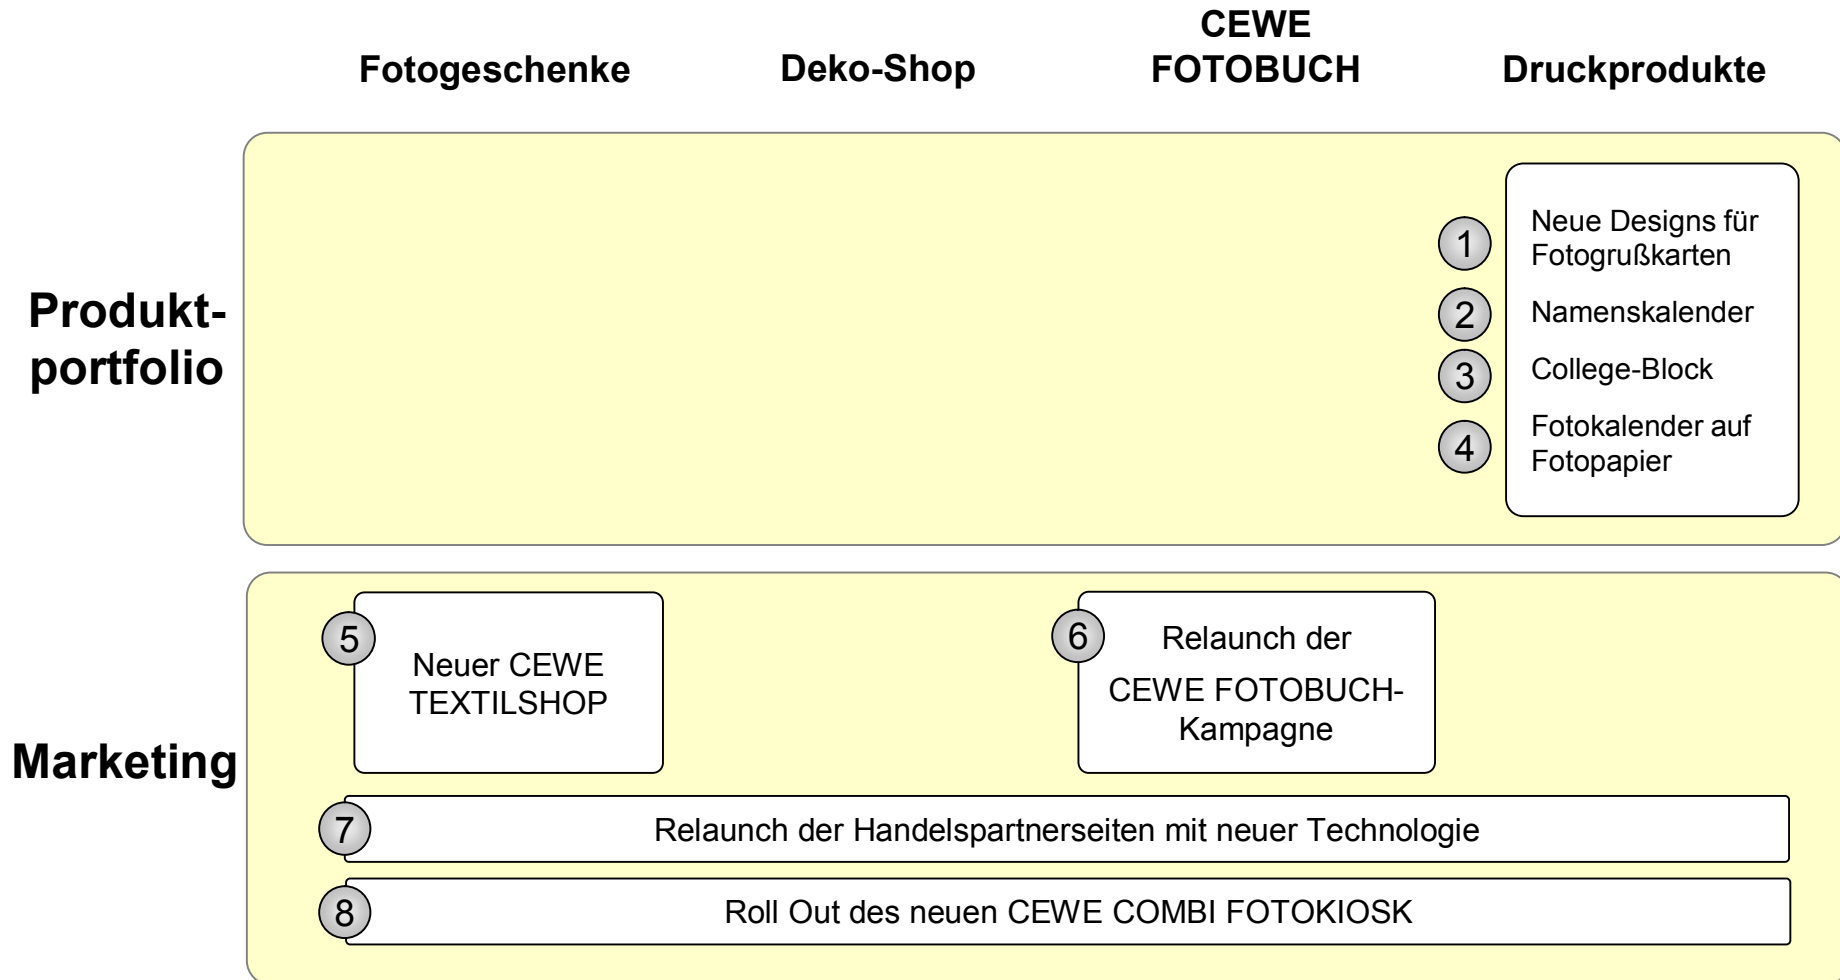 Fotogeschenke
Deko-Shop
CEWE
FOTOBUCH
Druckprodukte
Produkt-
portfolio
1
Neue Designs für
Fotogrußkarten
2
Namenskalender
3
College-Block
4
Fotokalender auf
Fotopapier
Marketing
5
Neuer CEWE
TEXTILSHOP
6
Relaunch der
CEWE FOTOBUCH-
Kampagne
7
Relaunch der Handelspartnerseiten mit neuer Technologie
8
Roll Out des neuen CEWE COMBI FOTOKIOSK